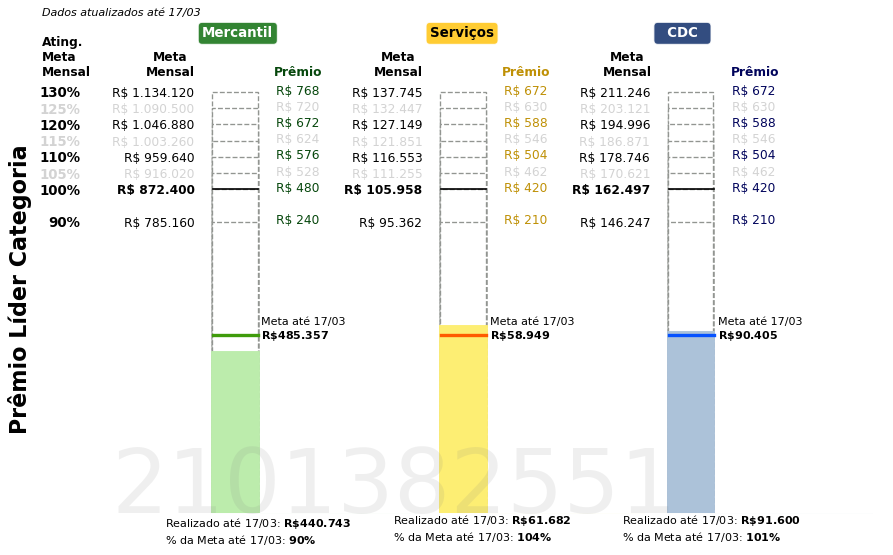 Dados atualizados até 17/03
Mercantil Serviços CDC
Ating. Meta Mensal
Meta Mensal Prêmio Meta Mensal Prêmio Meta Mensal Prêmio
130% R$ 1.134.120 R$ 768 R$ 137.745 R$ 672 R$ 211.246 R$ 672
125% R$ 1.090.500 R$ 720 R$ 132.447 R$ 630 R$ 203.121 R$ 630
120% R$ 1.046.880 R$ 672 R$ 127.149 R$ 588 R$ 194.996 R$ 588
115% R$ 1.003.260 R$ 624 R$ 121.851 R$ 546 R$ 186.871 R$ 546
110% R$ 959.640 R$ 576 R$ 116.553 R$ 504 R$ 178.746 R$ 504
105% R$ 916.020 R$ 528 R$ 111.255 R$ 462 R$ 170.621 R$ 462
100% R$ 872.400 R$ 480 R$ 105.958 R$ 420 R$ 162.497 R$ 420
90% R$ 785.160 R$ 240 R$ 95.362 R$ 210 R$ 146.247 R$ 210
Prêmio Líder Categoria
Meta até 17/03 Meta até 17/03 Meta até 17/03
R$485.357 R$58.949 R$90.405
2101382551
Realizado até 17/03: R$440.743 Realizado até 17/03: R$61.682 Realizado até 17/03: R$91.600
% da Meta até 17/03: 90% % da Meta até 17/03: 104% % da Meta até 17/03: 101%